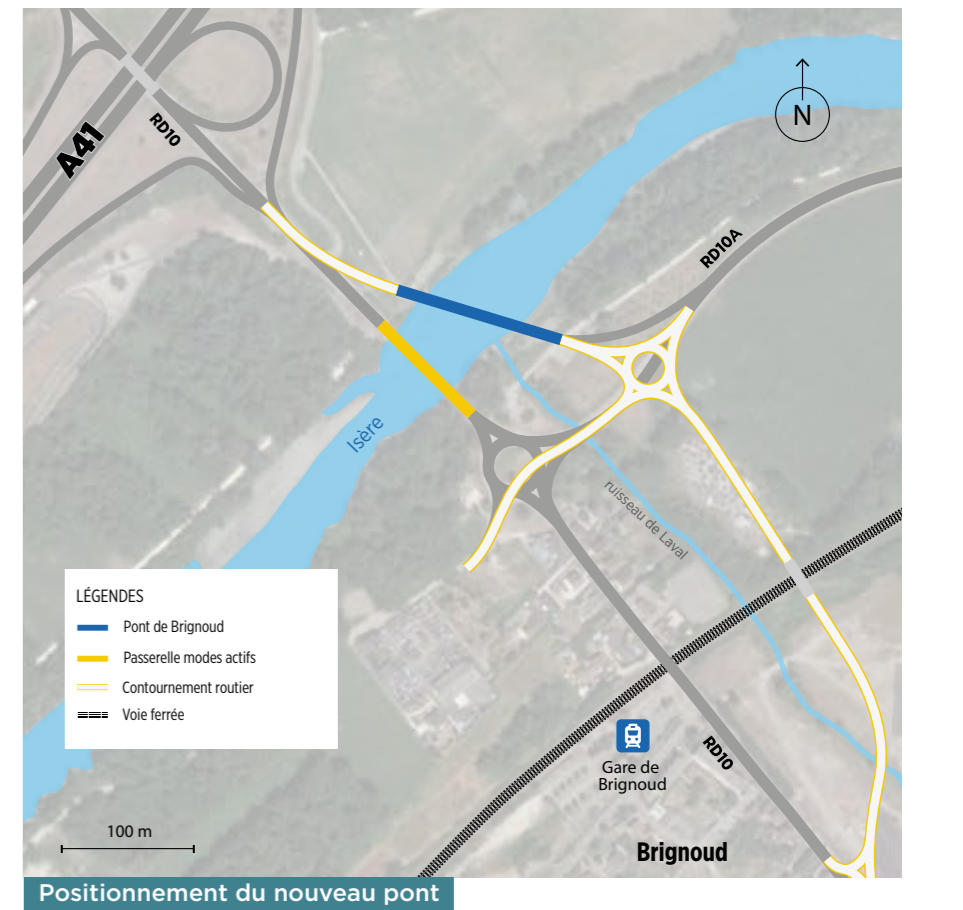 N
A41
RD10
RD10A
Isère
ruisseau de Laval
LÉGENDES
Pont de Brignoud
Passerelle modes actifs
Contournement routier
Voie ferrée
Gare de
Brignoud
RD10
100 m
Brignoud
Positionnement du nouveau pont